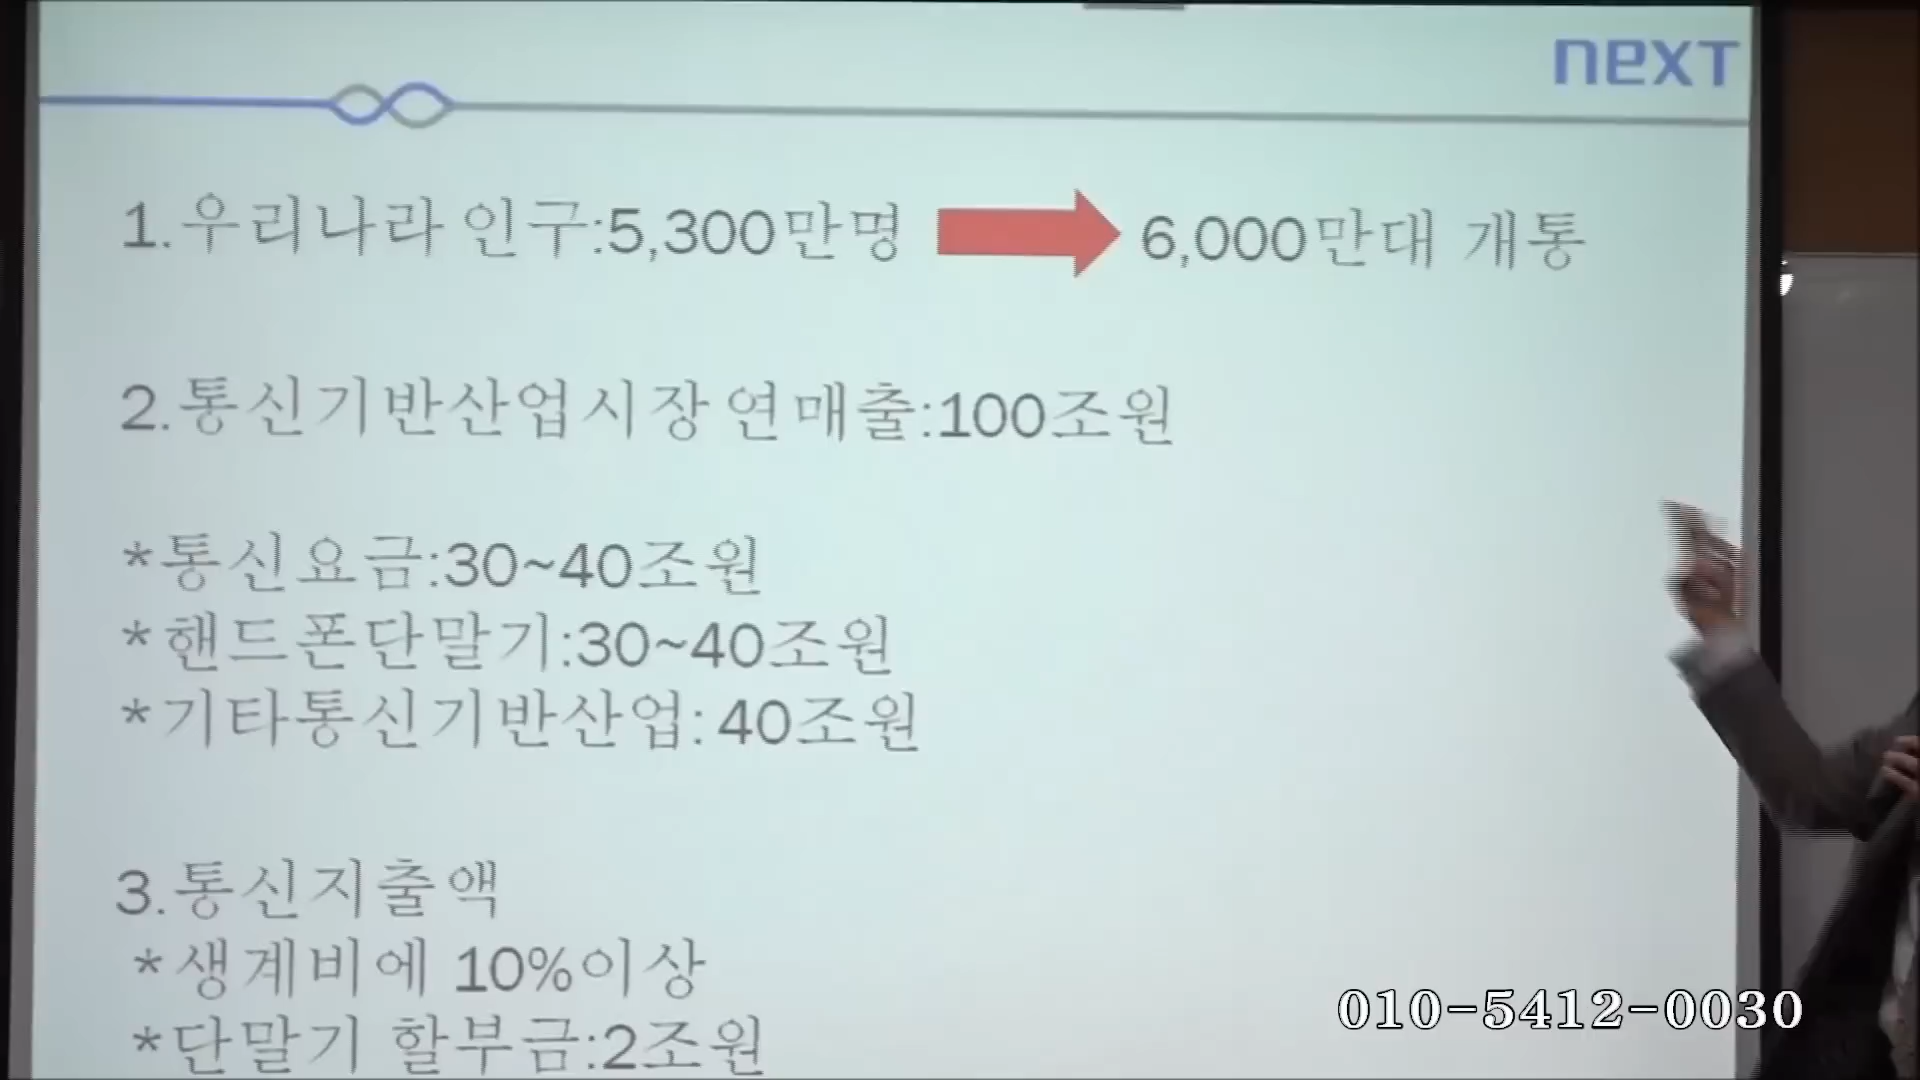 next
1.우리나라 인구:5,300만명 6,000만대 개통
2.통신기반산업시장 연매출:100조원
*통신요금:30~40조원
*핸드폰단말기:30~40조원
*기타통신기반산업: 40조원
3.통신지출액
*생계비에 10%이상
*단말기 할부금:2조원
010-5412-0030